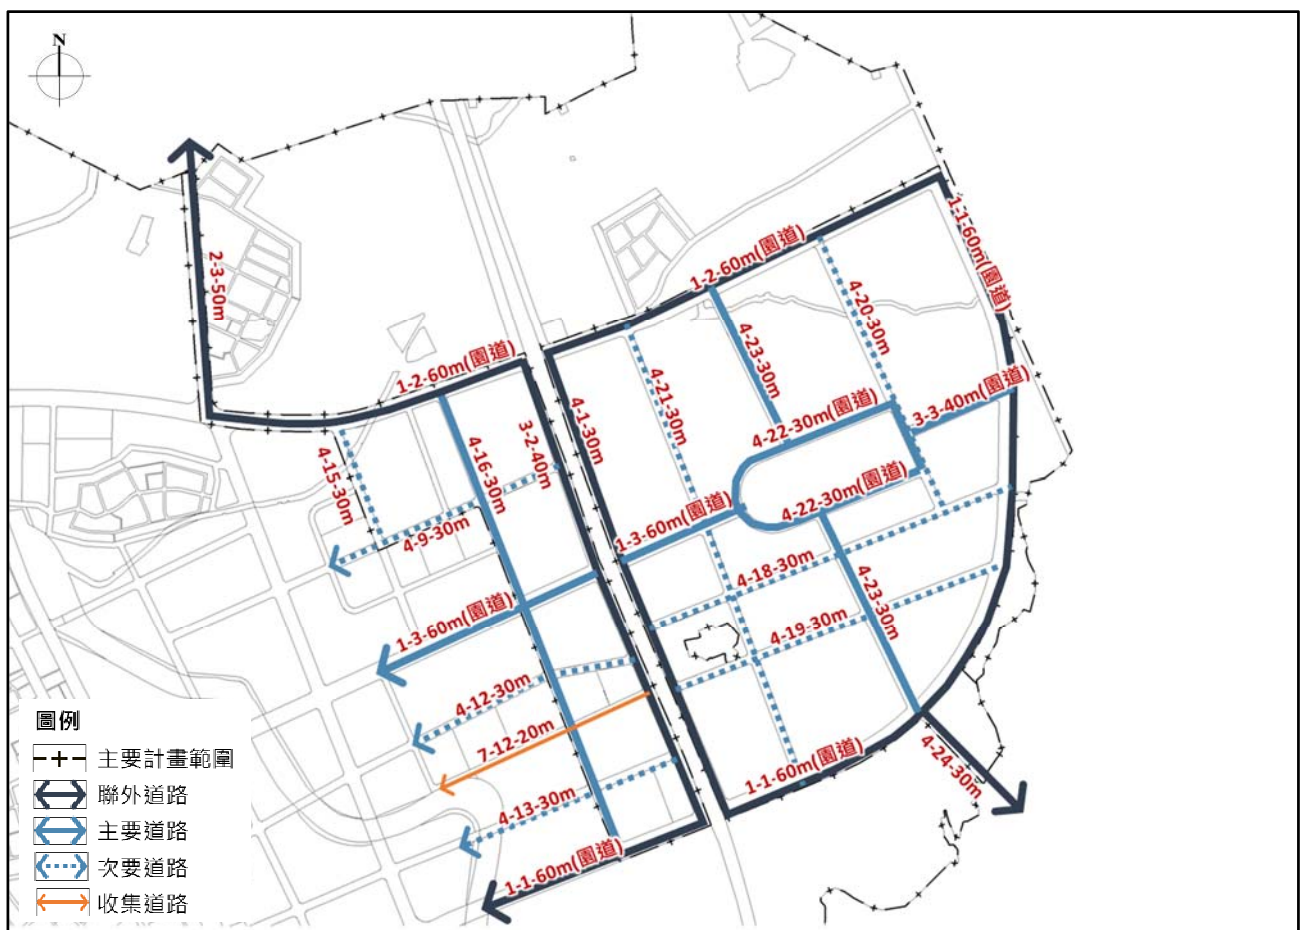 N
1-1-60m(園道)
1-2-60m(園道)
2-3-50m
4-20-30m
4-23-30m
1-2-60m(園道)
4-21-30m
4-1-30m
3-2-40m
4-22-30m(園道)
3-3-40m(園道)
4-16-30m
4-15-30m
4-9-30m
4-22-30m(園道)
1-3-60m(園道)
4-18-30m
4-23-30m
4-19-30m
1-3-60m(園道)
4-12-30m
7-12-20m
4-13-30m
1-1-60m(園道)
4-24-30m
1-1-60m(園道)
圖例
主要計畫範圍
聯外道路
主要道路
次要道路
收集道路